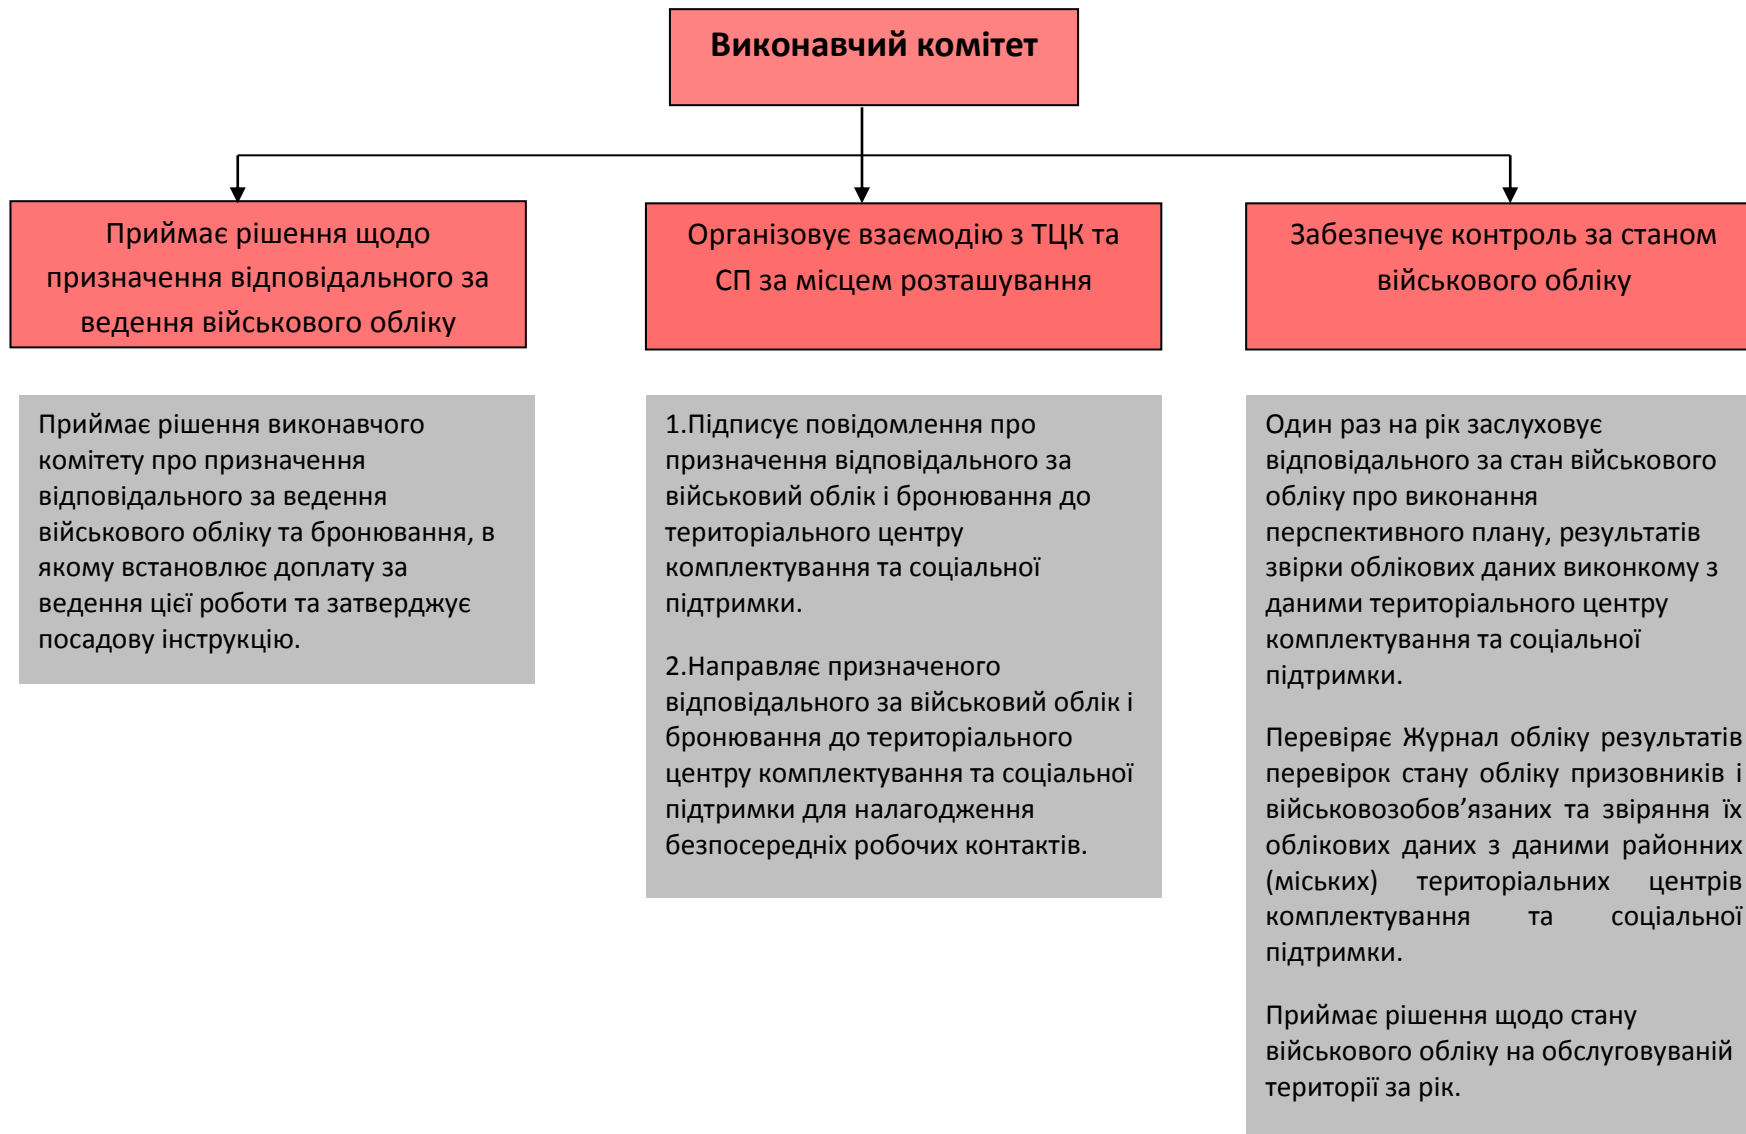 Виконавчий комітет
Приймає рішення щодо
призначення відповідального за
ведення військового обліку
Організовує взаємодію з ТЦК та
СП за місцем розташування
Забезпечує контроль за станом
військового обліку
Приймає рішення виконавчого
комітету про призначення
відповідального за ведення
військового обліку та бронювання, в
якому встановлює доплату за
ведення цієї роботи та затверджує
посадову інструкцію.
1.Підписує повідомлення про
призначення відповідального за
військовий облік і бронювання до
територіального центру
комплектування та соціальної
підтримки.
2.Направляє призначеного
відповідального за військовий облік і
бронювання до територіального
центру комплектування та соціальної
підтримки для налагодження
безпосередніх робочих контактів.
Один раз на рік заслуховує
відповідального за стан військового
обліку про виконання
перспективного плану, результатів
звірки облікових даних виконкому з
даними територіального центру
комплектування та соціальної
підтримки.
Перевіряє Журнал обліку результатів
перевірок стану обліку призовників і
військовозобов’язаних та звіряння їх
облікових даних з даними районних
(міських) територіальних центрів
комплектування та соціальної
підтримки.
Приймає рішення щодо стану
військового обліку на обслуговуваній
території за рік.